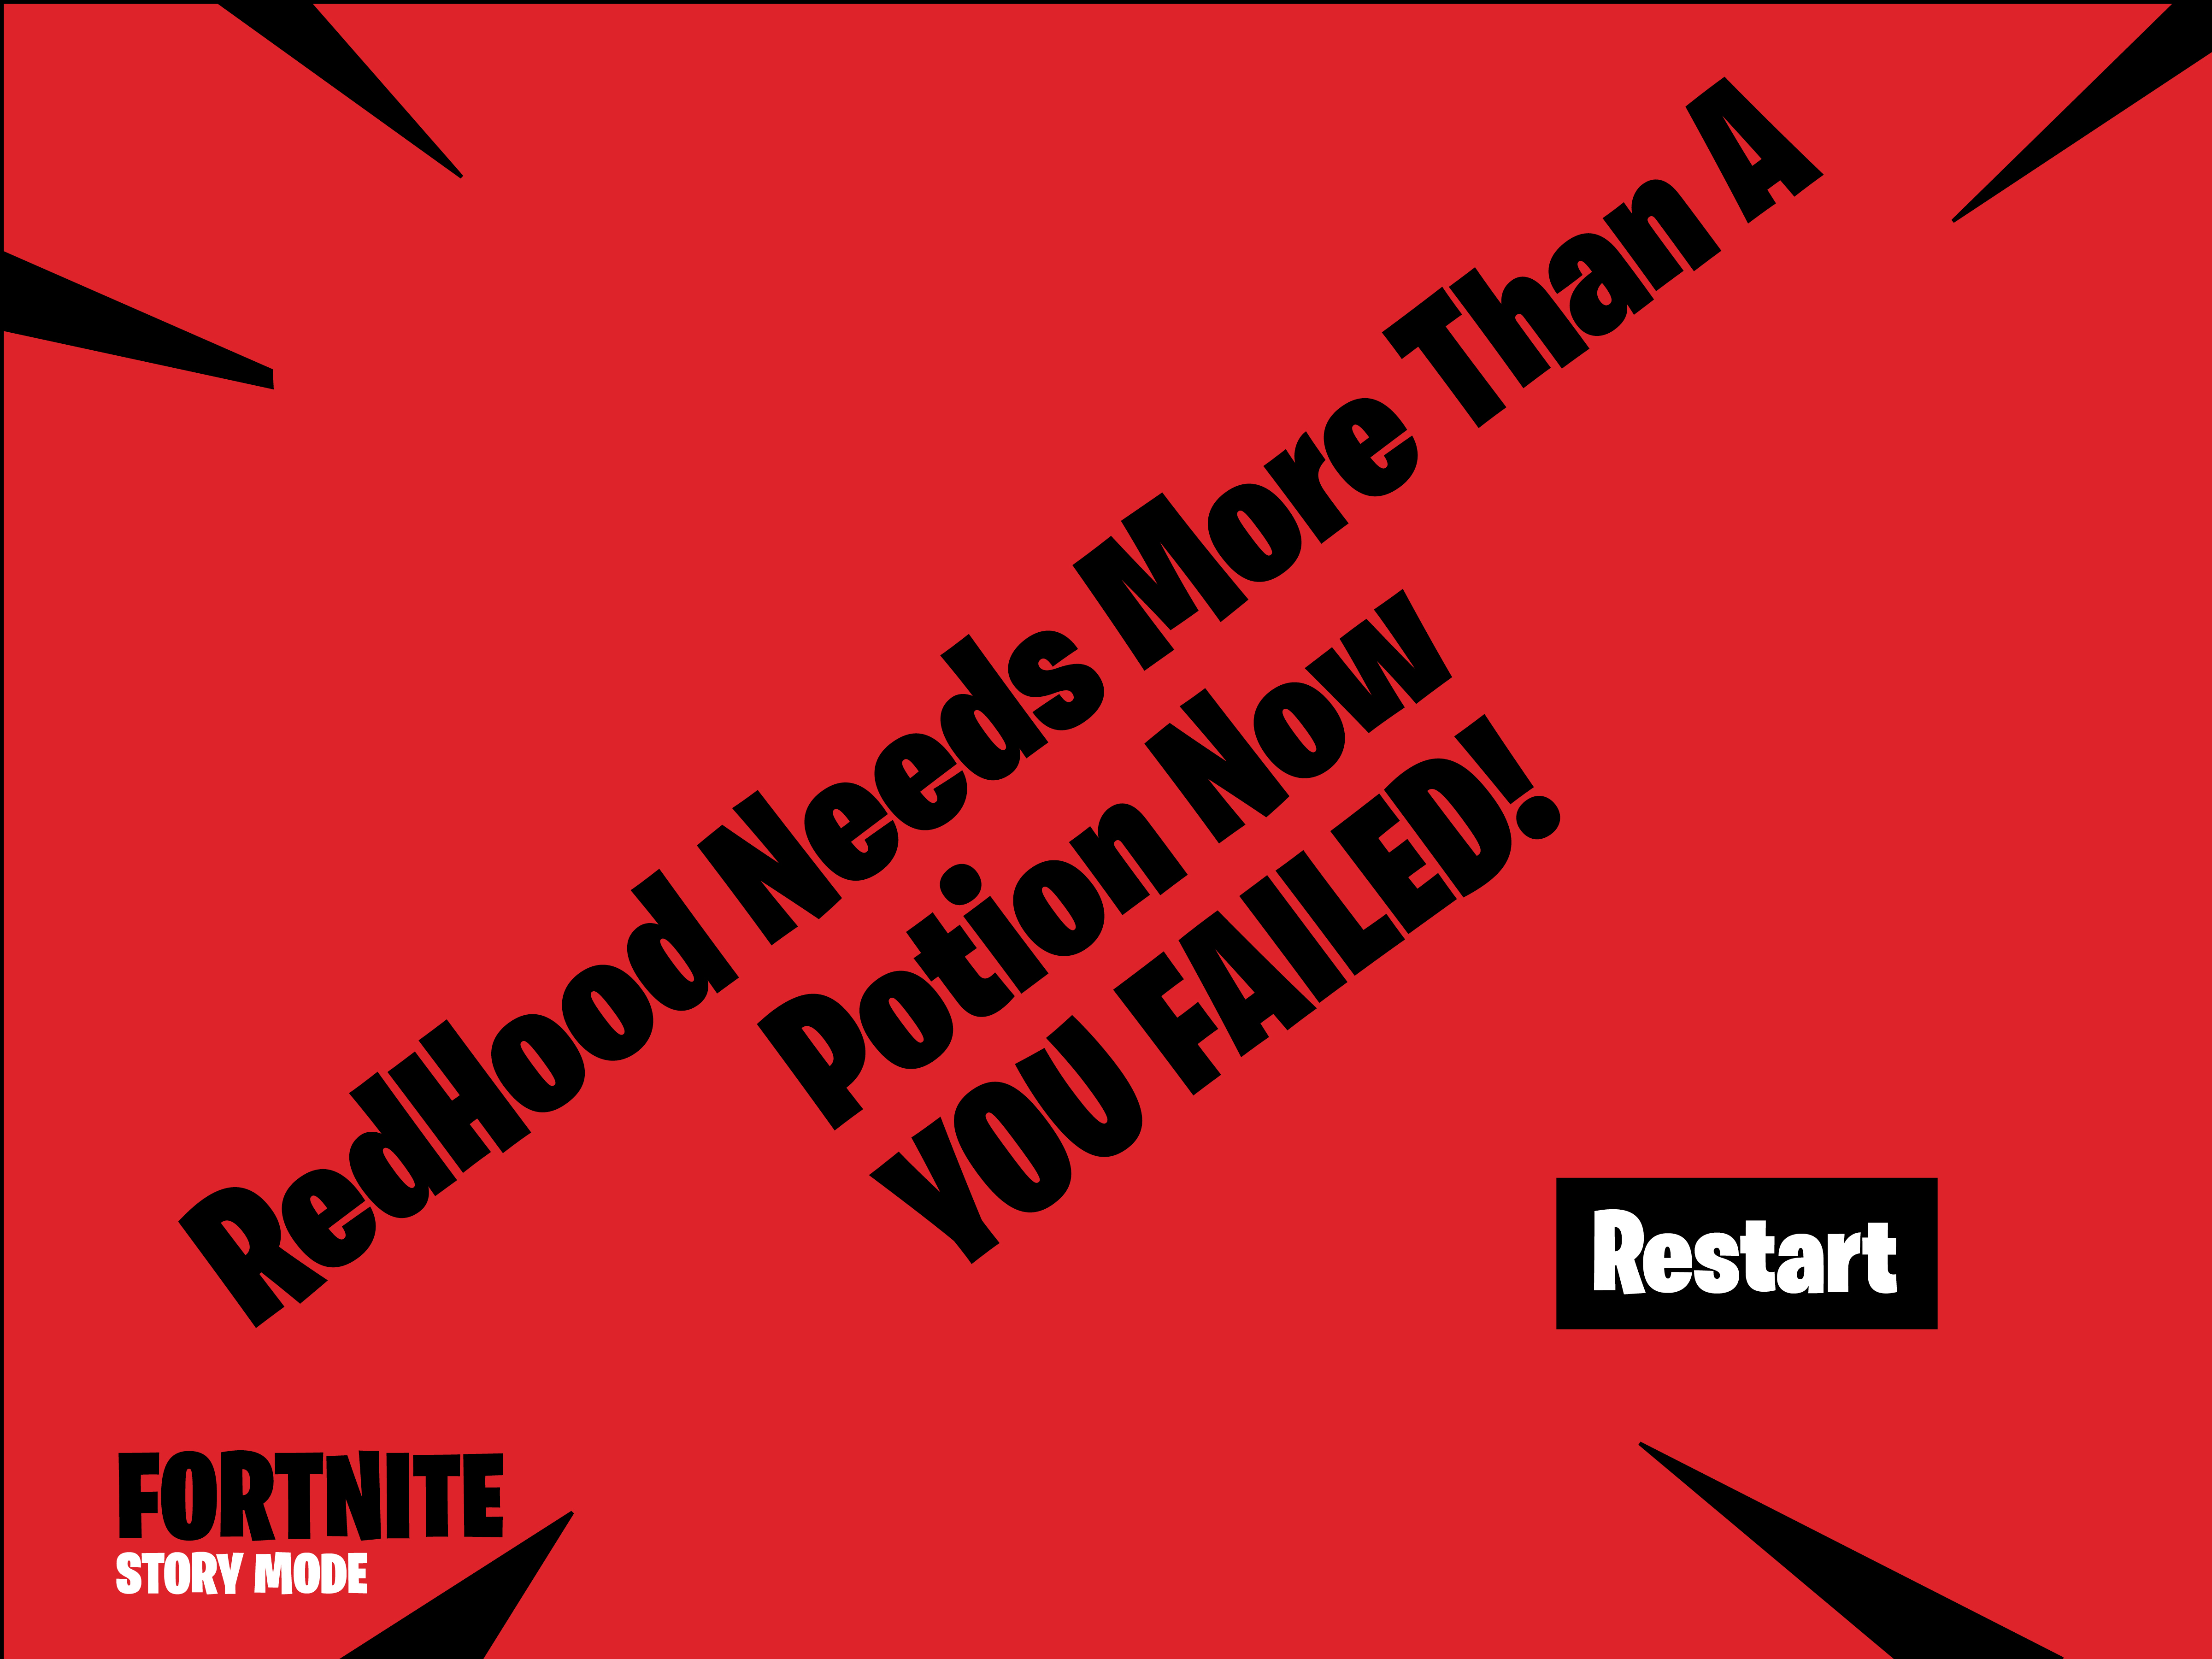 RedHood Needs More Than A
Potion Now
YOU FAILED!
Restart
FORTNITE
STORY MODE